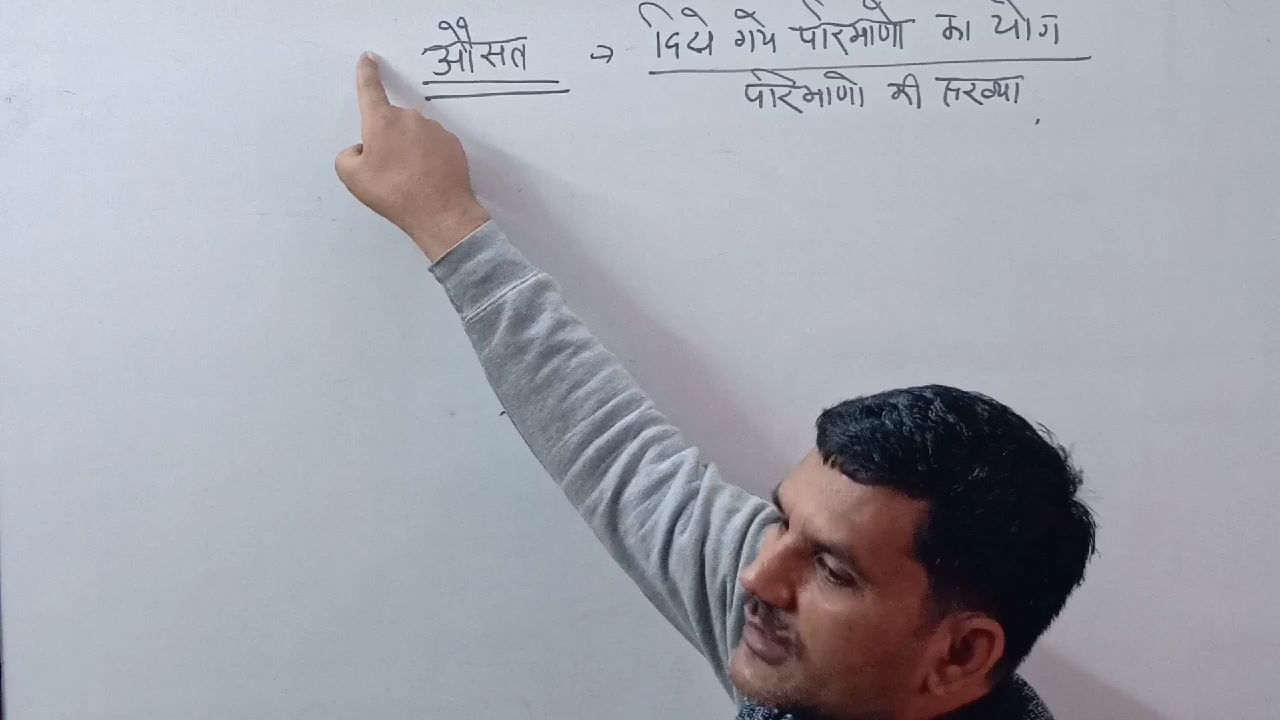 औसत → दिये गये परिमाणो का योग
परिमाणो की संख्या